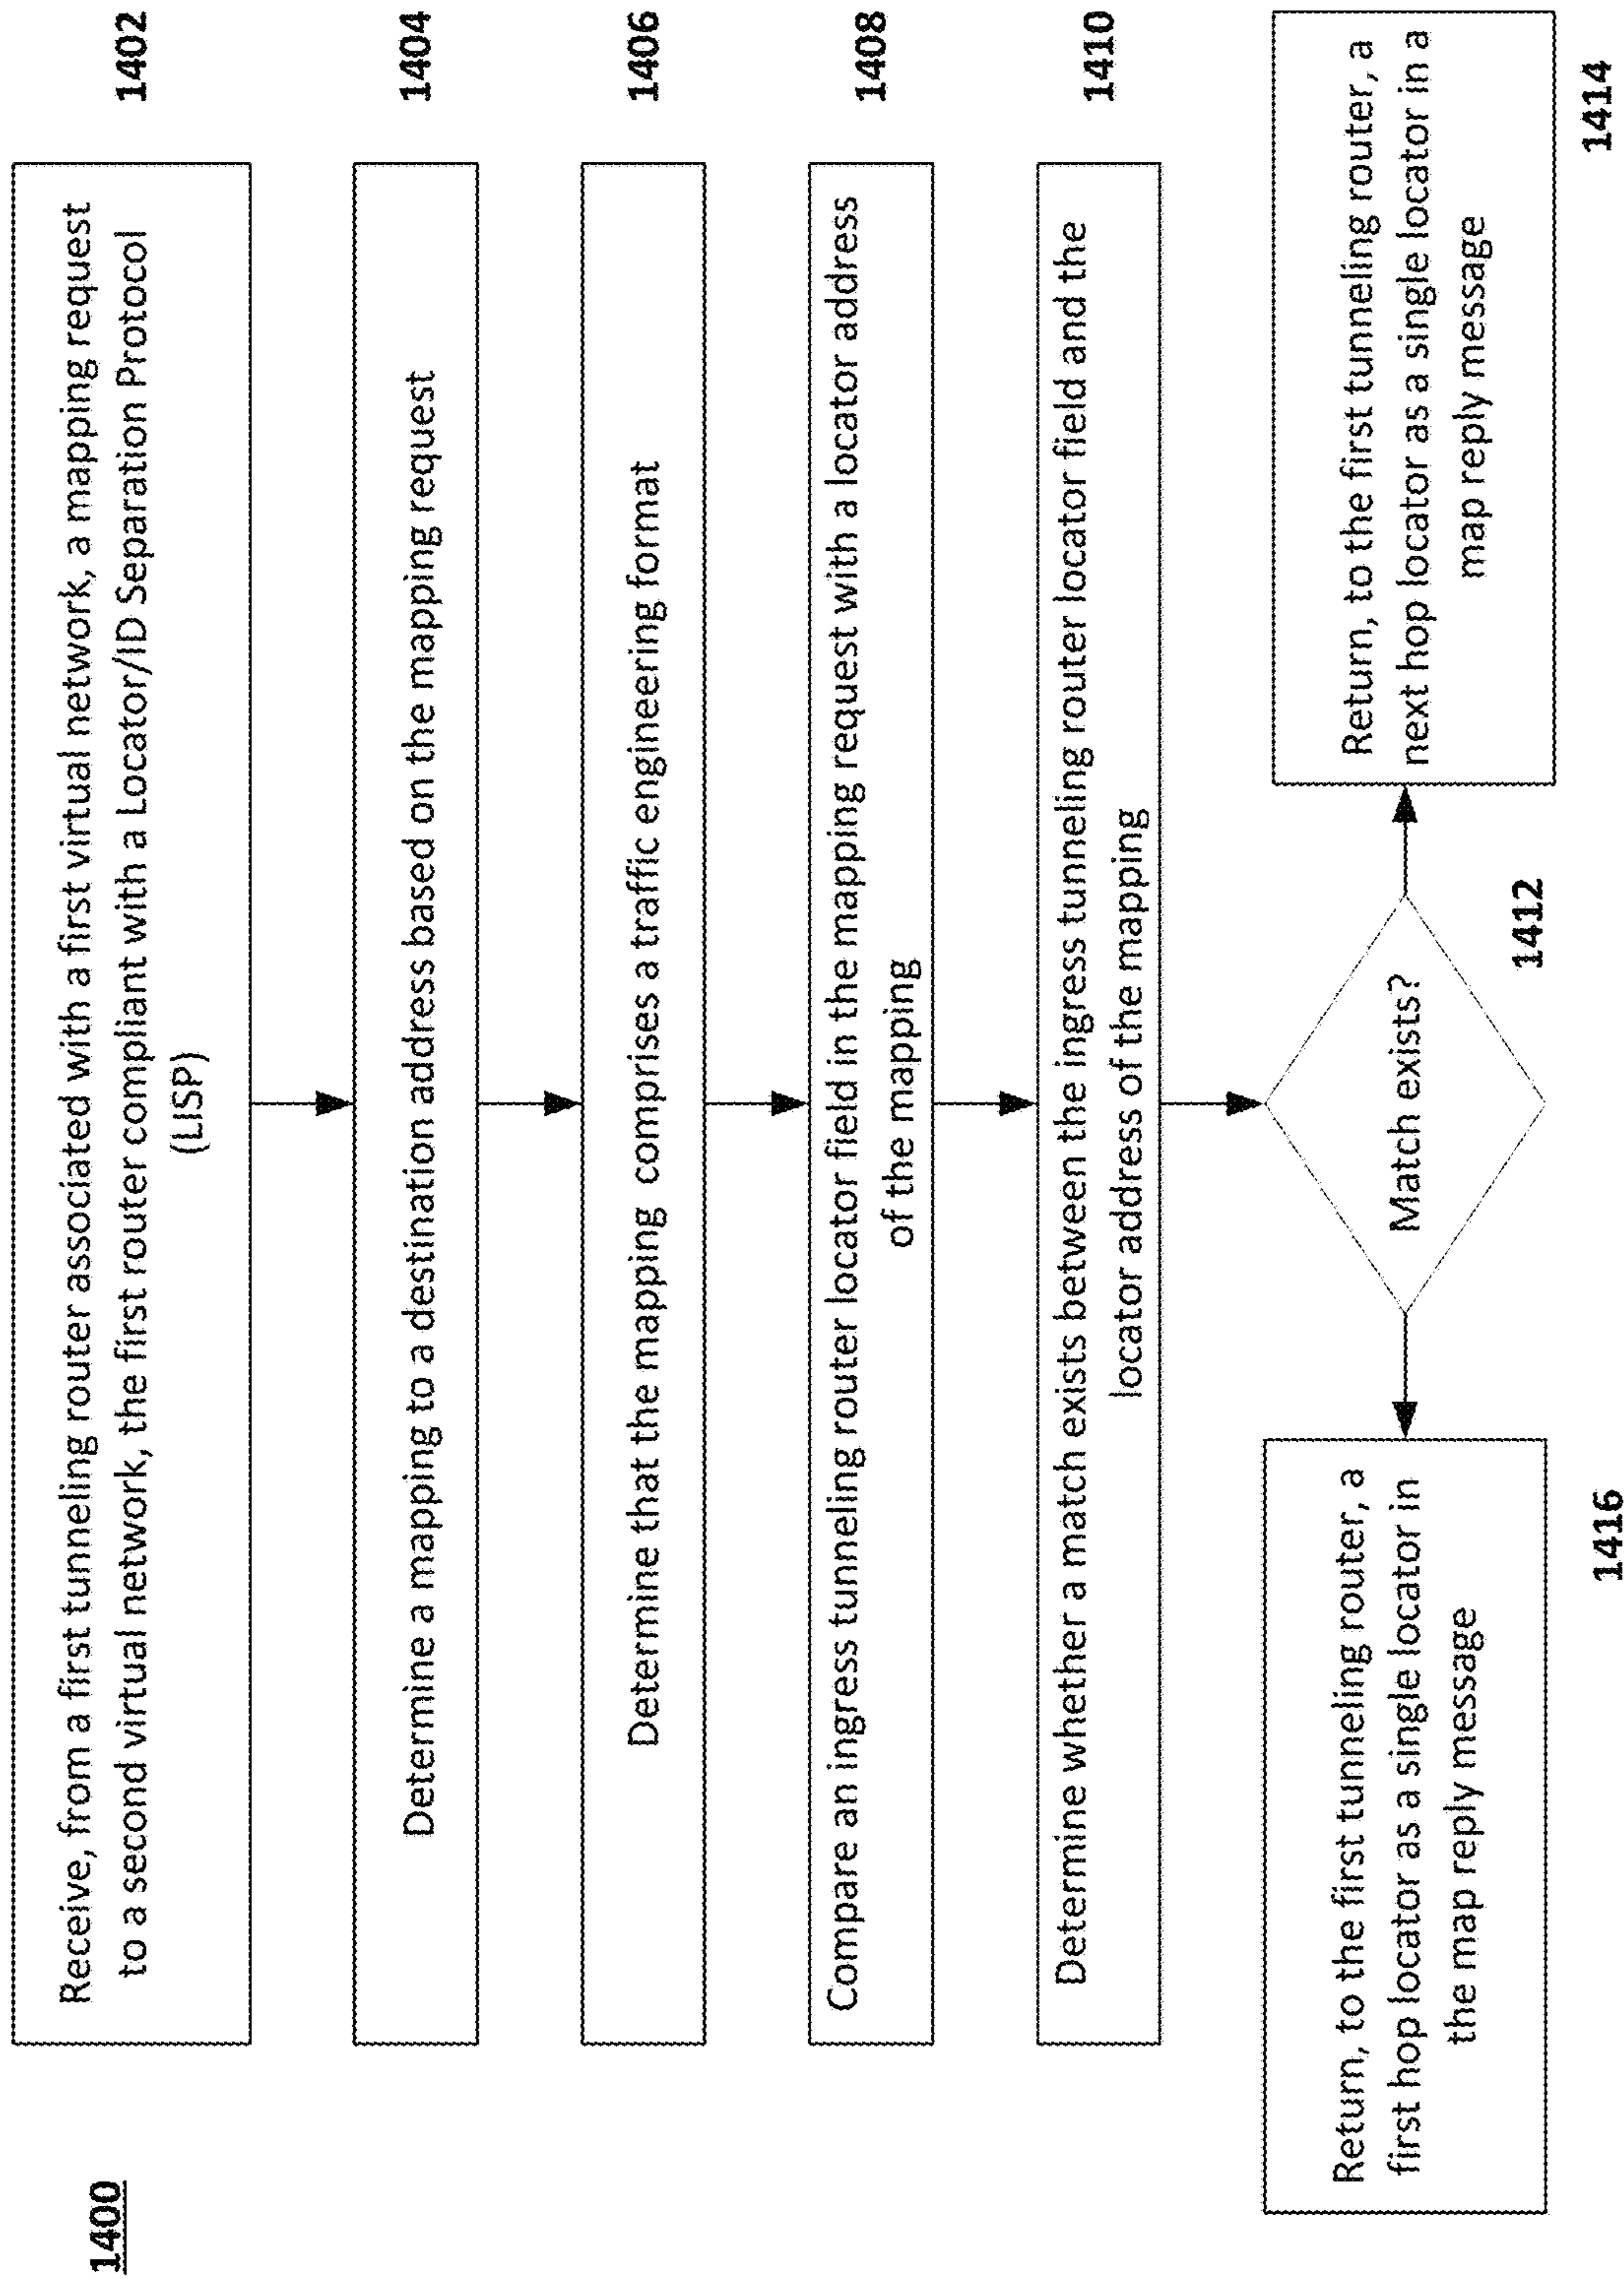 1400
Receive, from a first tunneling router associated with a first virtual network, a mapping request
to a second virtual network, the first router compliant with a Locator/ID Separation Protocol
(LISP)
1402
Determine a mapping to a destination address based on the mapping request
1404
Determine that the mapping comprises a traffic engineering format
1406
Compare an ingress tunneling router locator field in the mapping request with a locator address
of the mapping
1408
Determine whether a match exists between the ingress tunneling router locator field and the
locator address of the mapping
1410
Match exists?
1412
Return, to the first tunneling router, a
first hop locator as a single locator in
the map reply message
1416
Return, to the first tunneling router, a
next hop locator as a single locator in a
map reply message
1414